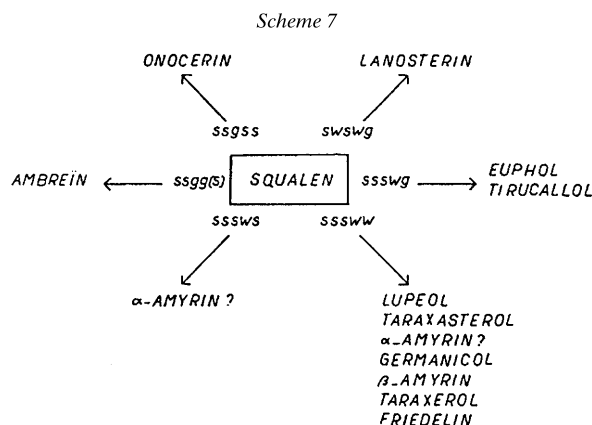 Scheme 7
ONOCERIN
LANOSTERIN
ssgss
swswg
AMBREÏN
ssgg(s)
SQUALEN
ssswg
EUPHOL
TIRUCALLOL
sssws
sssww
α-AMYRIN ?
LUPEOL
TARAXASTEROL
α-AMYRIN ?
GERMANICOL
β-AMYRIN
TARAXEROL
FRIEDELIN